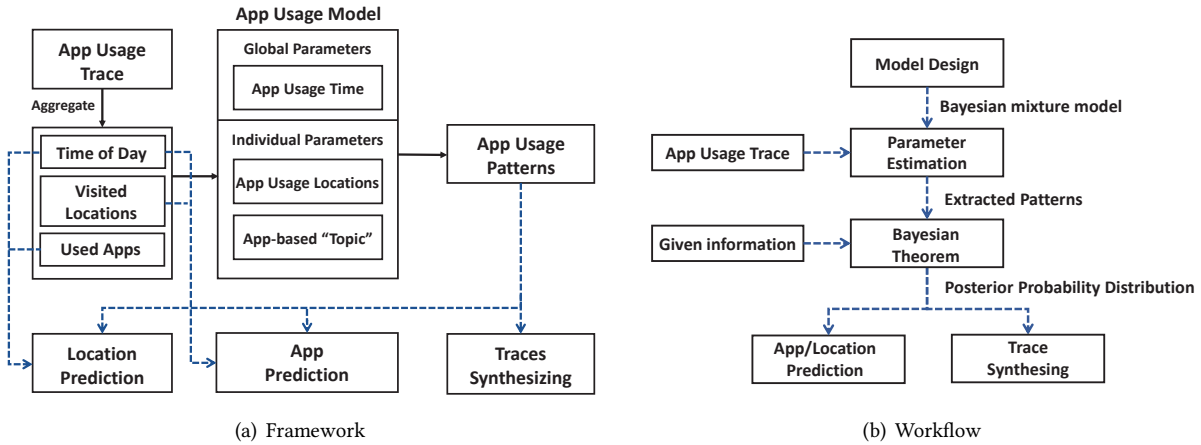 App Usage Model
App Usage
Trace
Aggregate
Time of Day
Visited
Locations
Used Apps
Global Parameters
App Usage Time
Individual Parameters
App Usage Locations
App-based “Topic”
App Usage
Patterns
Location
Prediction
App
Prediction
Traces
Synthesizing
(a) Framework
Model Design
Bayesian mixture model
App Usage Trace
Parameter
Estimation
Extracted Patterns
Given information
Bayesian
Theorem
Posterior Probability Distribution
App/Location
Prediction
Trace
Synthesing
(b) Workflow